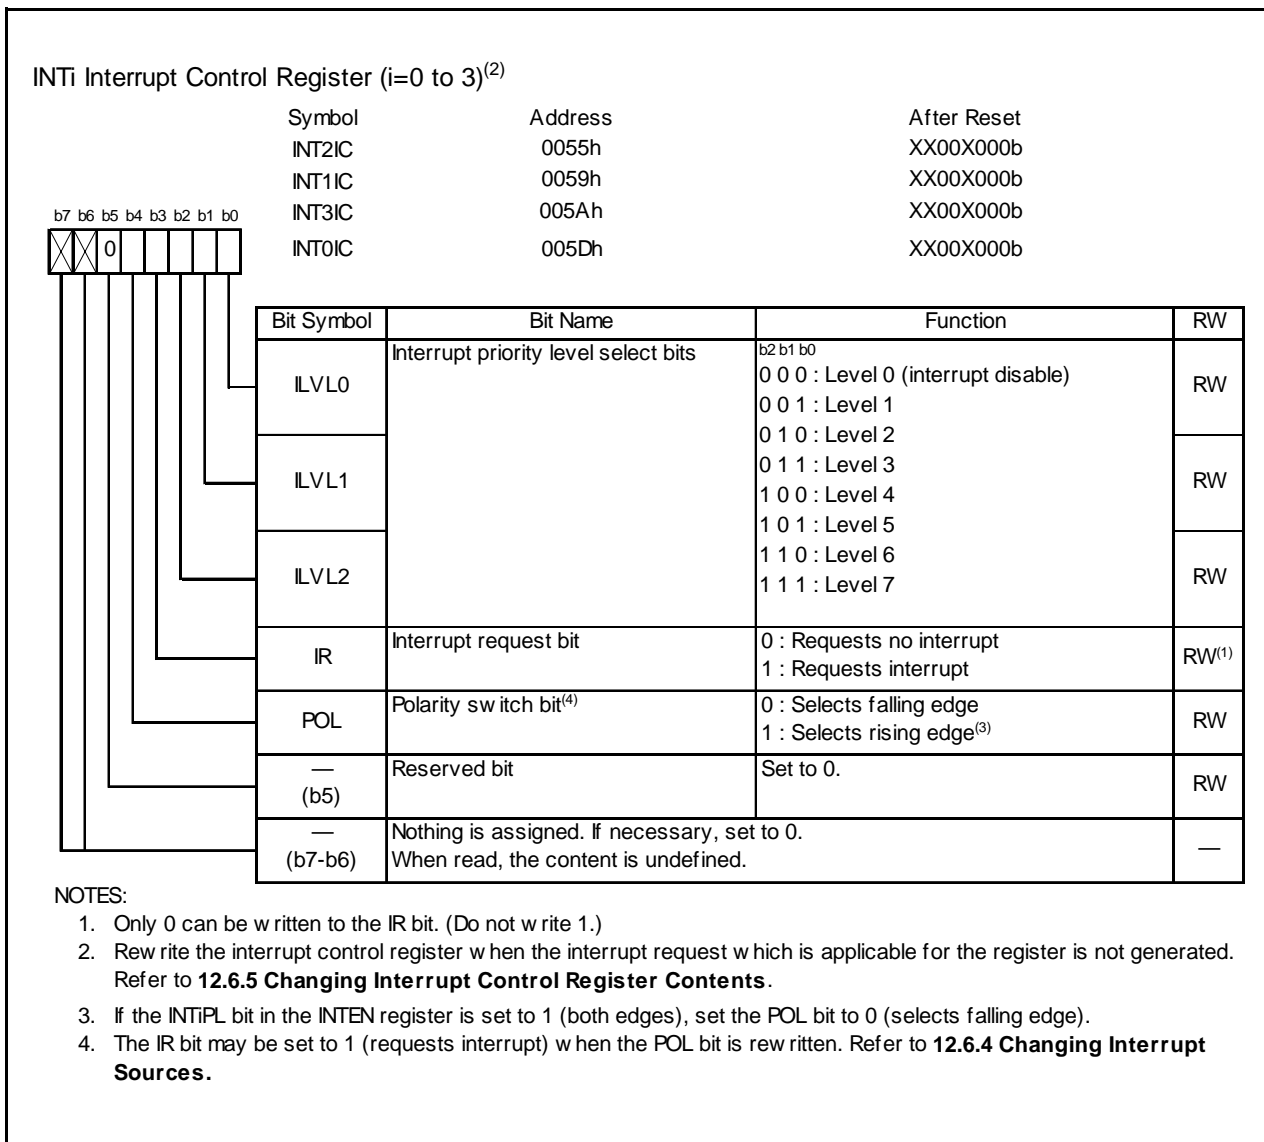 INTi Interrupt Control Register (i=0 to 3)(2)
Symbol Address After Reset
INT2IC 0055h XX00X000b
INT1IC 0059h XX00X000b
INT3IC 005Ah XX00X000b
INT0IC 005Dh XX00X000b
b7 b6 b5 b4 b3 b2 b1 b0
0
Bit Symbol Bit Name Function RW
ILVL0 Interrupt priority level select bits b2 b1 b0
0 0 0 : Level 0 (interrupt disable) RW
0 0 1 : Level 1
0 1 0 : Level 2
ILVL1 0 1 1 : Level 3 RW
1 0 0 : Level 4
1 0 1 : Level 5
ILVL2 1 1 0 : Level 6 RW
1 1 1 : Level 7
IR Interrupt request bit 0 : Requests no interrupt RW(1)
1 : Requests interrupt
POL Polarity switch bit(4) 0 : Selects falling edge RW
1 : Selects rising edge(3)
— Reserved bit Set to 0. RW
(b5)
— Nothing is assigned. If necessary, set to 0. —
(b7-b6) When read, the content is undefined.
NOTES:
1. Only 0 can be written to the IR bit. (Do not write 1.)
2. Rewrite the interrupt control register when the interrupt request which is applicable for the register is not generated.
Refer to 12.6.5 Changing Interrupt Control Register Contents.
3. If the INTiPL bit in the INTEN register is set to 1 (both edges), set the POL bit to 0 (selects falling edge).
4. The IR bit may be set to 1 (requests interrupt) when the POL bit is rewritten. Refer to 12.6.4 Changing Interrupt
Sources.